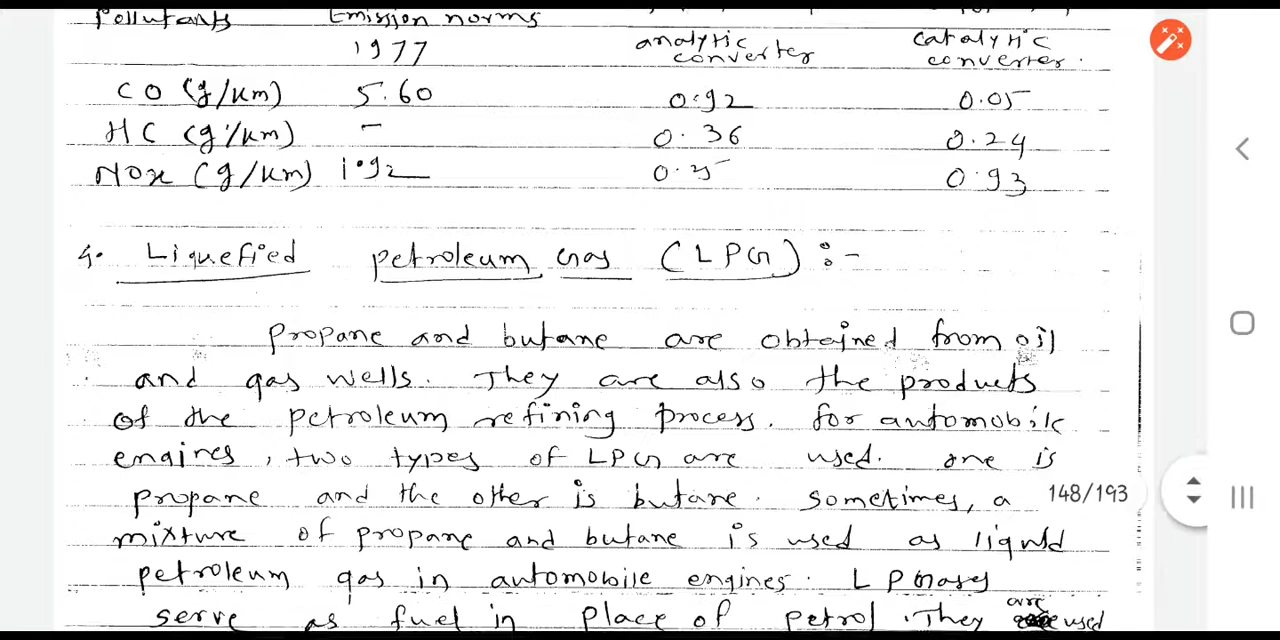 Pollutants Emission norms
1977 analytic converter catalytic converter.
CO (g/km) 5.60 0.92 0.05
HC (g/km) - 0.36 0.24
NOx (g/km) 1.92 0.25 0.93
4. Liquefied petroleum Gas (LPG) :-
propane and butane are obtained from oil
and gas wells. They are also the products
of the petroleum refining process. for automobile
engines, two types of LPG are used. one is
propane and the other is butane. sometimes, a
148/193
mixture of propane and butane is used as liquid
petroleum gas in automobile engines. LPGases
serve as fuel in place of petrol. They are used